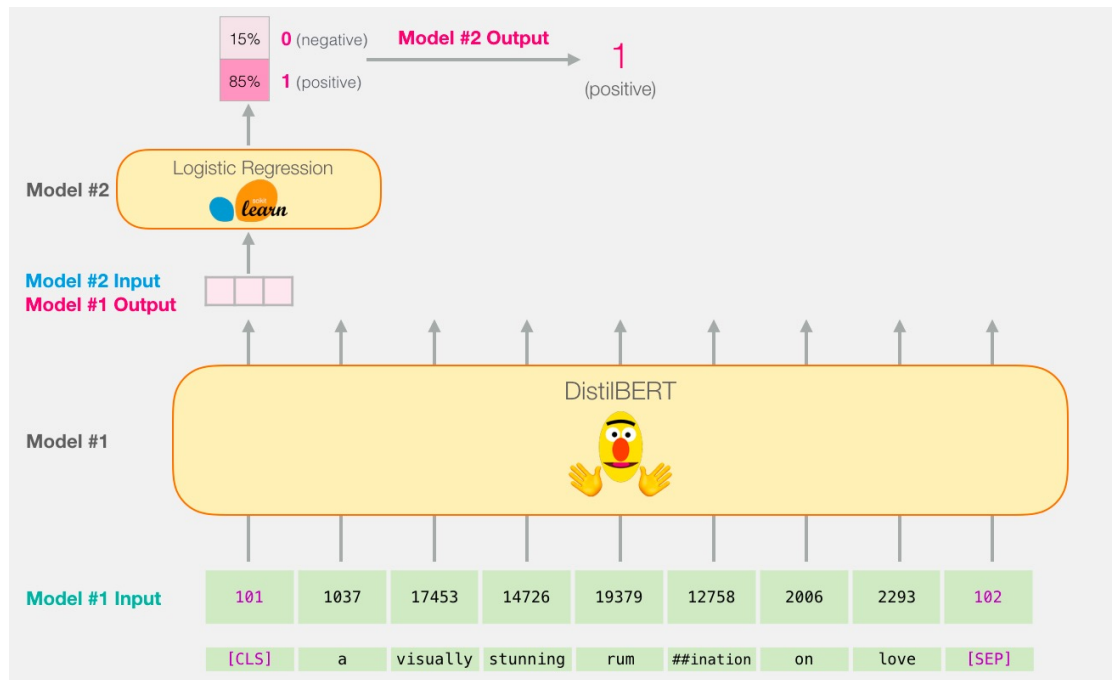 15% 0 (negative) Model #2 Output 1
85% 1 (positive) (positive)
Logistic Regression
Model #2
scikit
learn
Model #2 Input
Model #1 Output
DistilBERT
Model #1
Model #1 Input 101 1037 17453 14726 19379 12758 2006 2293 102
[CLS] a visually stunning rum ##ination on love [SEP]